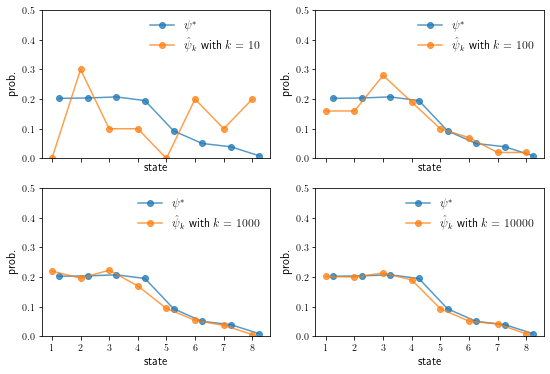 0.5
0.4
0.3
0.2
0.1
0.0
prob.
state
ψ*
ψ̂ₖ with k = 10
0.5
0.4
0.3
0.2
0.1
0.0
prob.
state
ψ*
ψ̂ₖ with k = 100
0.5
0.4
0.3
0.2
0.1
0.0
prob.
1 2 3 4 5 6 7 8
state
ψ*
ψ̂ₖ with k = 1000
0.5
0.4
0.3
0.2
0.1
0.0
prob.
1 2 3 4 5 6 7 8
state
ψ*
ψ̂ₖ with k = 10000